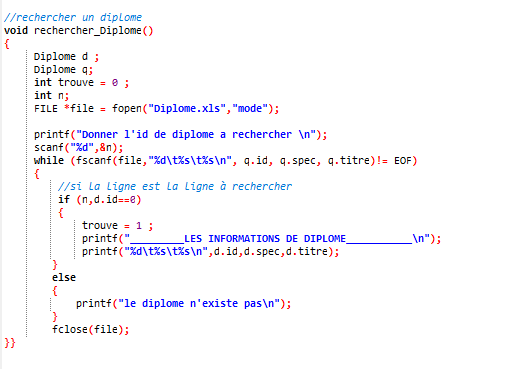 //rechercher un diplome
void rechercher_Diplome()
{
Diplome d ;
Diplome q;
int trouve = 0 ;
int n;
FILE *file = fopen("Diplome.xls","mode");
printf("Donner l'id de diplome a rechercher \n");
scanf("%d",&n);
while (fscanf(file,"%d\t%s\t%s\n", q.id, q.spec, q.titre)!= EOF)
{
//si la ligne est la ligne à rechercher
if (n,d.id==0)
{
trouve = 1 ;
printf("________LES INFORMATIONS DE DIPLOME__________\n");
printf("%d\t%s\t%s\n",d.id,d.spec,d.titre);
}
else
{
printf("le diplome n'existe pas\n");
}
fclose(file);
}}